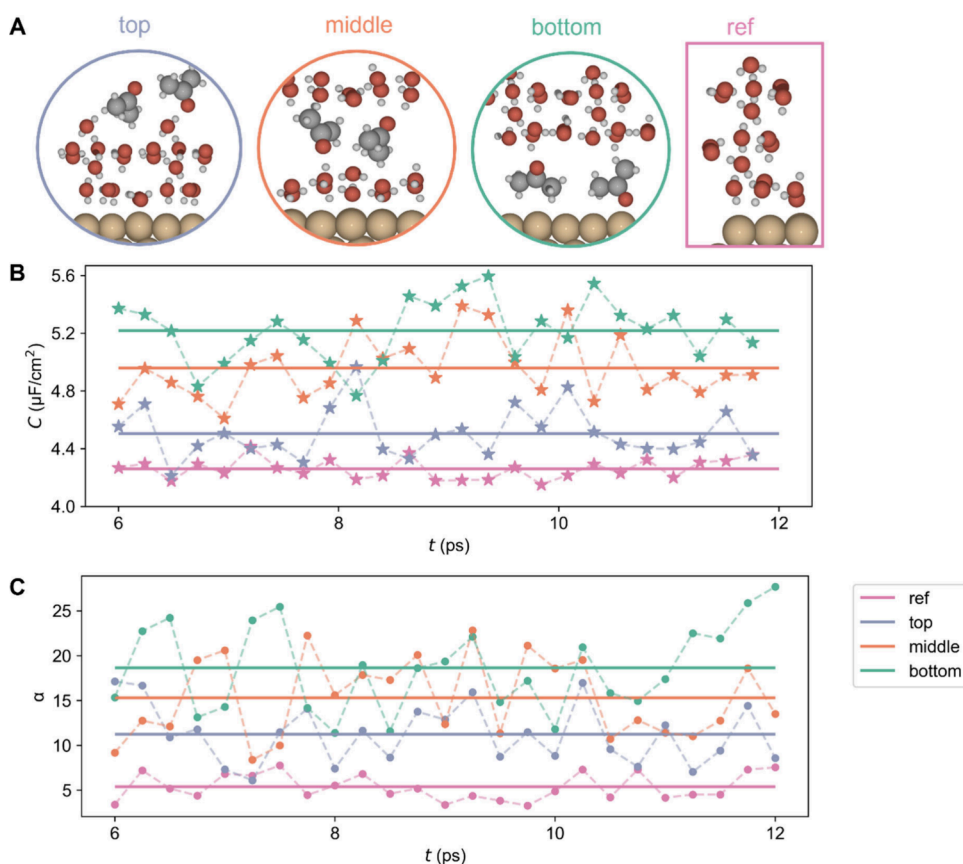 A
top
middle
bottom
ref
B
5.6
5.2
4.8
4.4
4.0
C (μF/cm²)
6
8
10
12
t (ps)
C
25
20
15
10
5
α
6
8
10
12
t (ps)
ref
top
middle
bottom